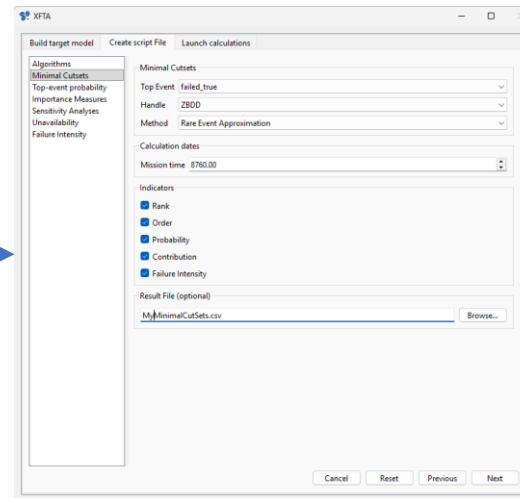 XFTA
Build target model Create script File Launch calculations
Algorithms
Minimal Cutsets
Top-event probability
Importance Measures
Sensitivity Analyses
Unavailability
Failure Intensity
Minimal Cutsets
Top Event failed_true
Handle ZBDD
Method Rare Event Approximation
Calculation dates
Mission time 8760.00
Indicators
Rank
Order
Probability
Contribution
Failure Intensity
Result File (optional)
MyMinimalCutSets.csv Browse...
Cancel Reset Previous Next